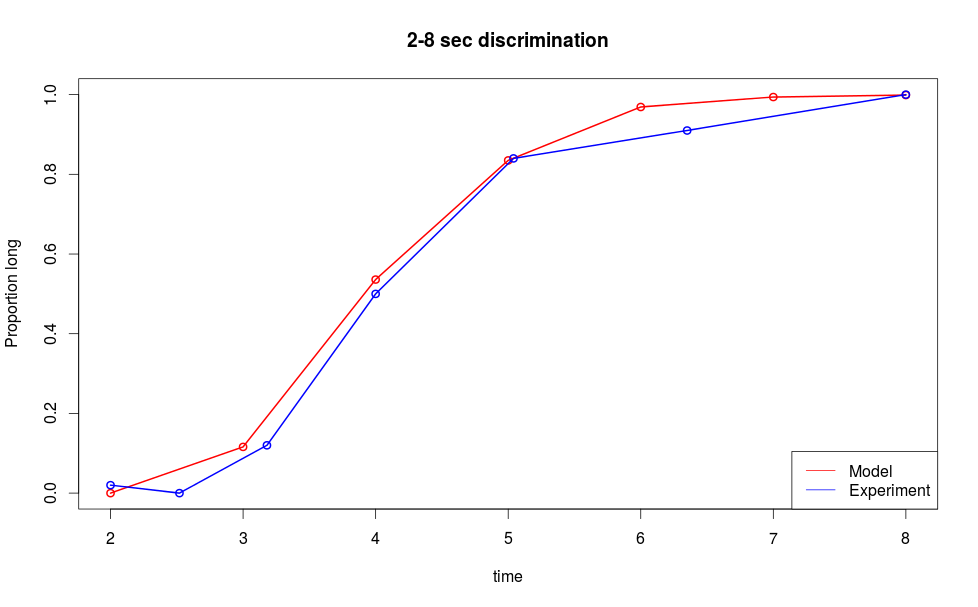 2-8 sec discrimination
Proportion long
1.0
0.8
0.6
0.4
0.2
0.0
2 3 4 5 6 7 8
time
Model
Experiment